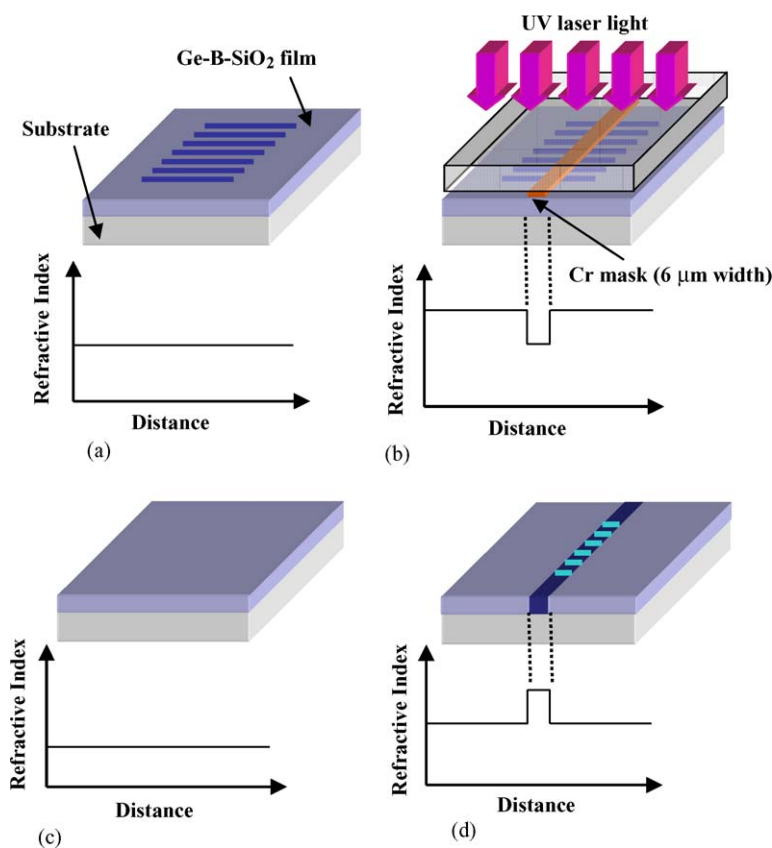 Ge-B-SiO₂ film
Substrate
Refractive Index
Distance
(a)
UV laser light
Cr mask (6 μm width)
Refractive Index
Distance
(b)
Refractive Index
Distance
(c)
Refractive Index
Distance
(d)